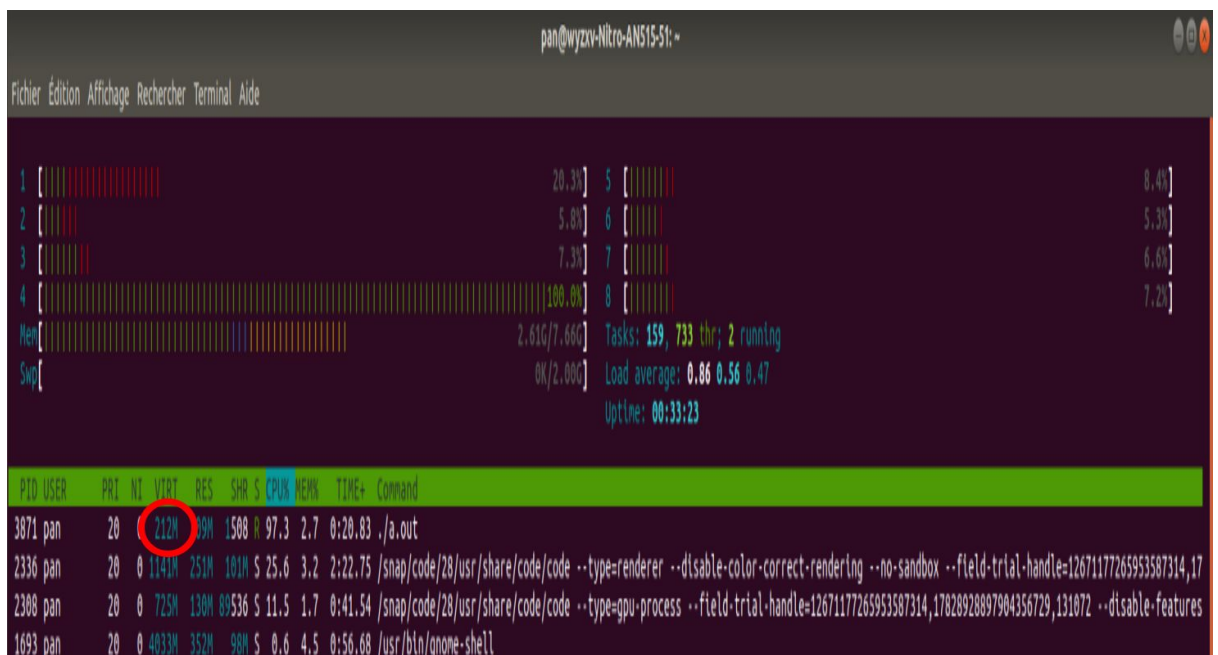 pan@wyzxv-Nitro-AN515-51: ~
Fichier Édition Affichage Rechercher Terminal Aide
1 [ 20.3%] 5 [ 8.4%]
2 [ 5.8%] 6 [ 5.3%]
3 [ 7.3%] 7 [ 6.6%]
4 [ 100.0%] 8 [ 7.2%]
Mem[ 2.61G/7.66G] Tasks: 159, 733 thr; 2 running
Swp[ 0K/2.00G] Load average: 0.86 0.56 0.47
Uptime: 00:33:23
PID USER PRI NI VIRT RES SHR S CPU% MEM% TIME+ Command
3871 pan 20 212M 1508 R 97.3 2.7 0:20.83 ./a.out
2336 pan 20 0 1141M 251M 101M S 25.6 3.2 2:22.75 /snap/code/28/usr/share/code/code --type=renderer --disable-color-correct-rendering --no-sandbox --field-trial-handle=12671177265953587314,17
2308 pan 20 0 725M 130M 89536 S 11.5 1.7 0:41.54 /snap/code/28/usr/share/code/code --type=gpu-process --field-trial-handle=12671177265953587314,17828928897904356729,131072 --disable-features
1693 pan 20 0 4033M 352M 98M S 0.6 4.5 0:56.68 /usr/bin/gnome-shell